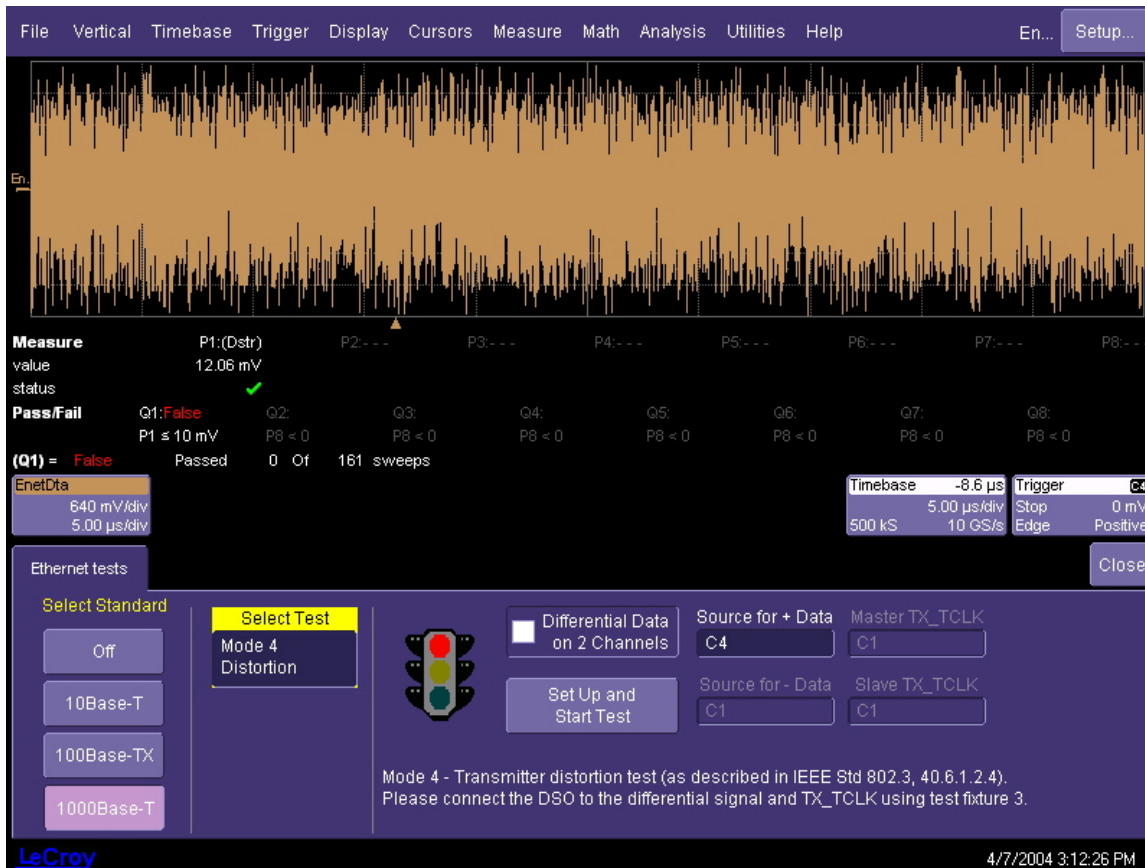 File Vertical Timebase Trigger Display Cursors Measure Math Analysis Utilities Help En... Setup...
En.
Measure P1:(Dstr) P2:- - - P3:- - - P4:- - - P5:- - - P6:- - - P7:- - - P8:- -
value 12.06 mV
status
Pass/Fail Q1:False Q2: Q3: Q4: Q5: Q6: Q7: Q8:
P1 ≤ 10 mV P8 < 0 P8 < 0 P8 < 0 P8 < 0 P8 < 0 P8 < 0 P8 < 0
(Q1) = False Passed 0 Of 161 sweeps
EnetDta Timebase -8.6 µs Trigger C4
640 mV/div 5.00 µs/div Stop 0 mV
5.00 µs/div 500 kS 10 GS/s Edge Positive
Ethernet tests Close
Select Standard
Off
10Base-T
100Base-TX
1000Base-T
Select Test
Mode 4
Distortion
Differential Data
on 2 Channels
Set Up and
Start Test
Source for + Data Master TX_TCLK
C4 C1
Source for - Data Slave TX_TCLK
C1 C1
Mode 4 - Transmitter distortion test (as described in IEEE Std 802.3, 40.6.1.2.4).
Please connect the DSO to the differential signal and TX_TCLK using test fixture 3.
LeCroy 4/7/2004 3:12:26 PM